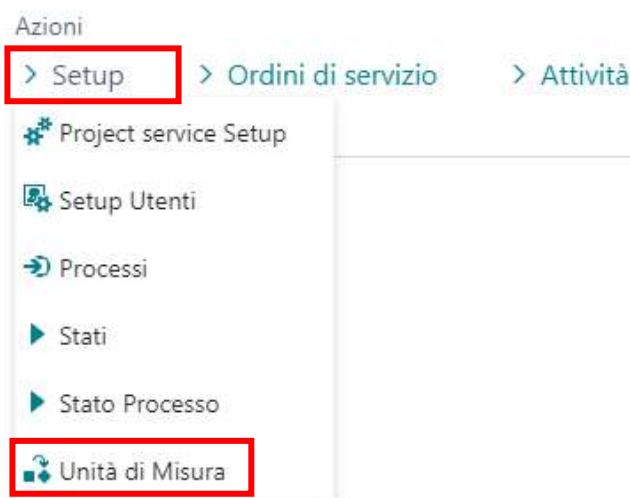 Azioni
> Setup > Ordini di servizio > Attività
Project service Setup
Setup Utenti
Processi
Stati
Stato Processo
Unità di Misura